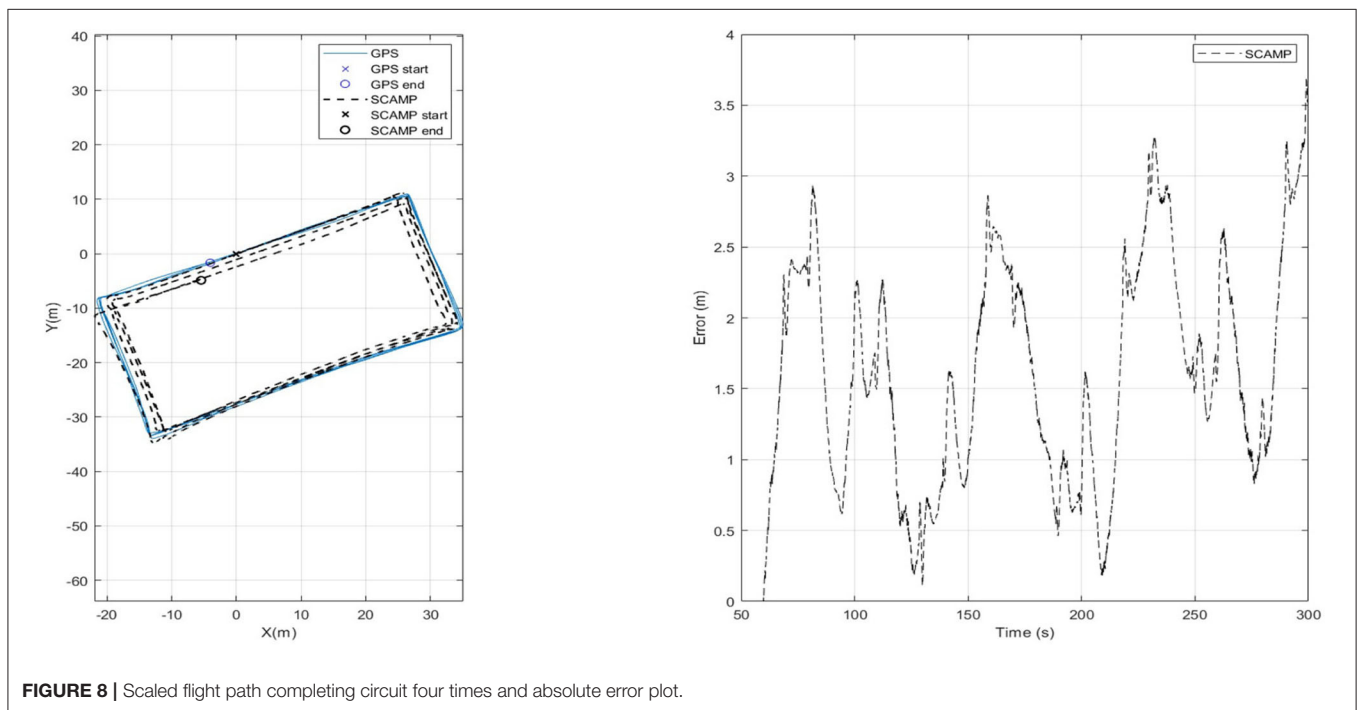 40
30
20
10
0
-10
-20
-30
-40
-50
-60
Y(m)
-20
-10
0
10
20
30
X(m)
GPS
GPS start
GPS end
SCAMP
SCAMP start
SCAMP end
4
3.5
3
2.5
2
1.5
1
0.5
0
Error (m)
50
100
150
200
250
300
Time (s)
SCAMP
FIGURE 8 | Scaled flight path completing circuit four times and absolute error plot.